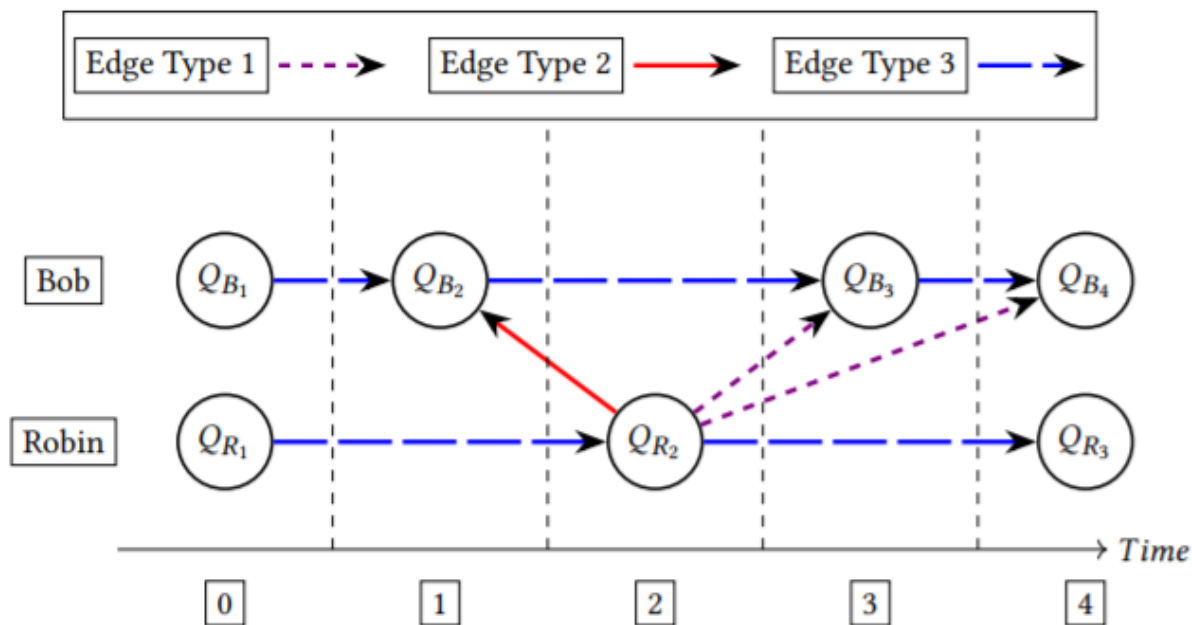 Edge Type 1 Edge Type 2 Edge Type 3
Bob Q_{B_1} Q_{B_2} Q_{B_3} Q_{B_4}
Robin Q_{R_1} Q_{R_2} Q_{R_3}
Time
0 1 2 3 4